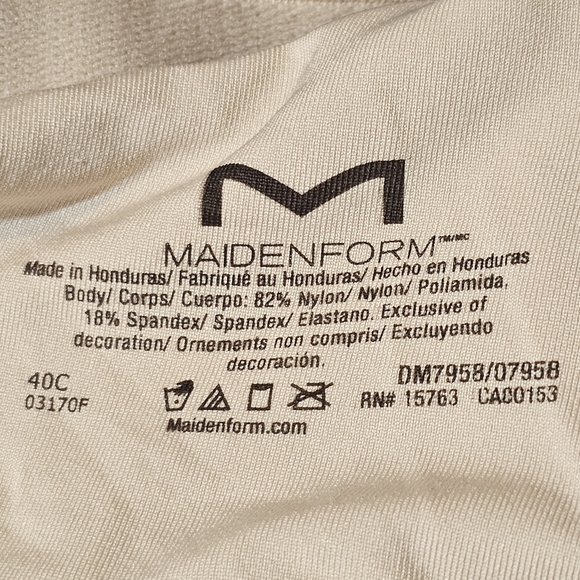 M
MAIDENFORM™/MC
Made in Honduras/ Fabriqué au Honduras/ Hecho en Honduras
Body/ Corps/ Cuerpo: 82% Nylon/ Nylon/ Poliamida,
18% Spandex/ Spandex/ Elastano. Exclusive of
decoration/ Ornements non compris/ Excluyendo
decoración.
40C
03170F
DM7958/07958
RN# 15763 CA00153
Maidenform.com